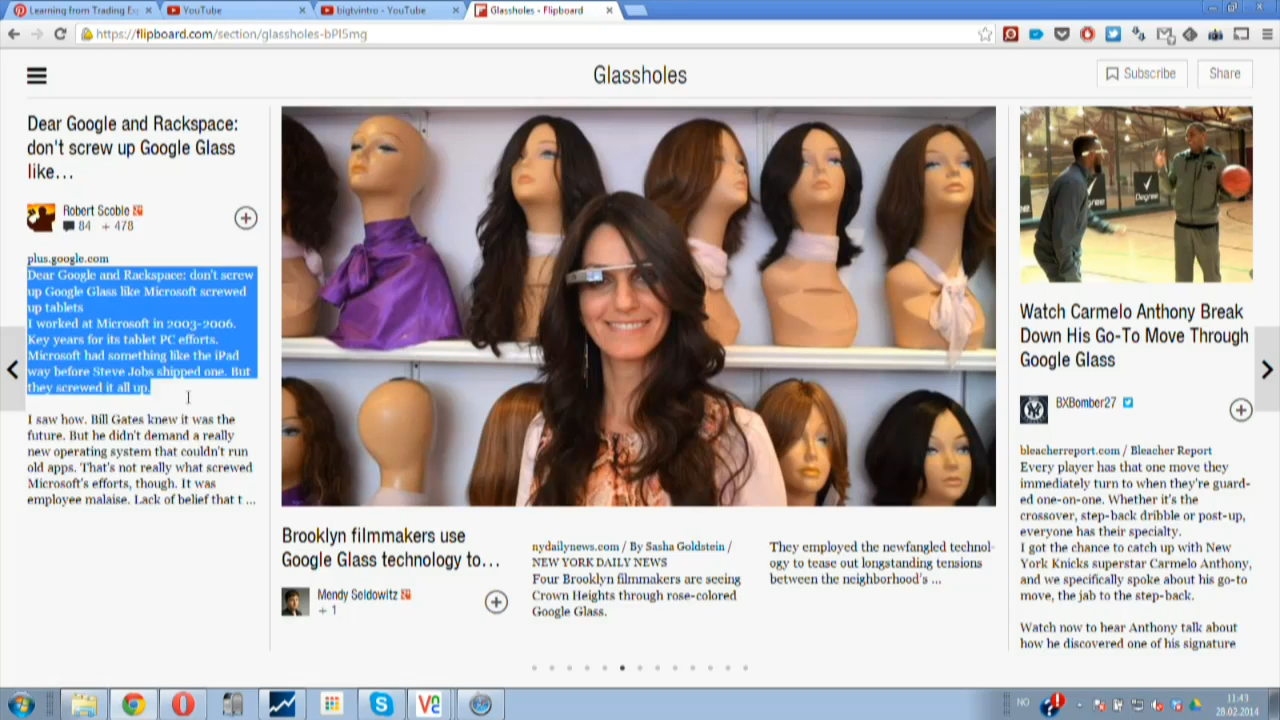 Learning from Trading Ex
YouTube
bigtvintro - YouTube
Glassholes - Flipboard
https://flipboard.com/section/glassholes-bPI5mg
Glassholes
Subscribe
Share
Dear Google and Rackspace:
don't screw up Google Glass
like...
Robert Scoble
84 + 478
plus.google.com
Dear Google and Rackspace: don't screw
up Google Glass like Microsoft screwed
up tablets
I worked at Microsoft in 2003-2006.
Key years for its tablet PC efforts.
Microsoft had something like the iPad
way before Steve Jobs shipped one. But
they screwed it all up.
I saw how. Bill Gates knew it was the
future. But he didn't demand a really
new operating system that couldn't run
old apps. That's not really what screwed
Microsoft's efforts, though. It was
employee malaise. Lack of belief that t ...
Brooklyn filmmakers use
Google Glass technology to...
Mendy Seldowitz
+ 1
nydailynews.com / By Sasha Goldstein /
NEW YORK DAILY NEWS
Four Brooklyn filmmakers are seeing
Crown Heights through rose-colored
Google Glass.
They employed the newfangled technol-
ogy to tease out longstanding tensions
between the neighborhood's ...
Degree
Watch Carmelo Anthony Break
Down His Go-To Move Through
Google Glass
BXBomber27
bleacherreport.com / Bleacher Report
Every player has that one move they
immediately turn to when they're guard-
ed one-on-one. Whether it's the
crossover, step-back dribble or post-up,
everyone has their specialty.
I got the chance to catch up with New
York Knicks superstar Carmelo Anthony,
and we specifically spoke about his go-to
move, the jab to the step-back.
Watch now to hear Anthony talk about
how he discovered one of his signature
NO
11:43
28.02.2014